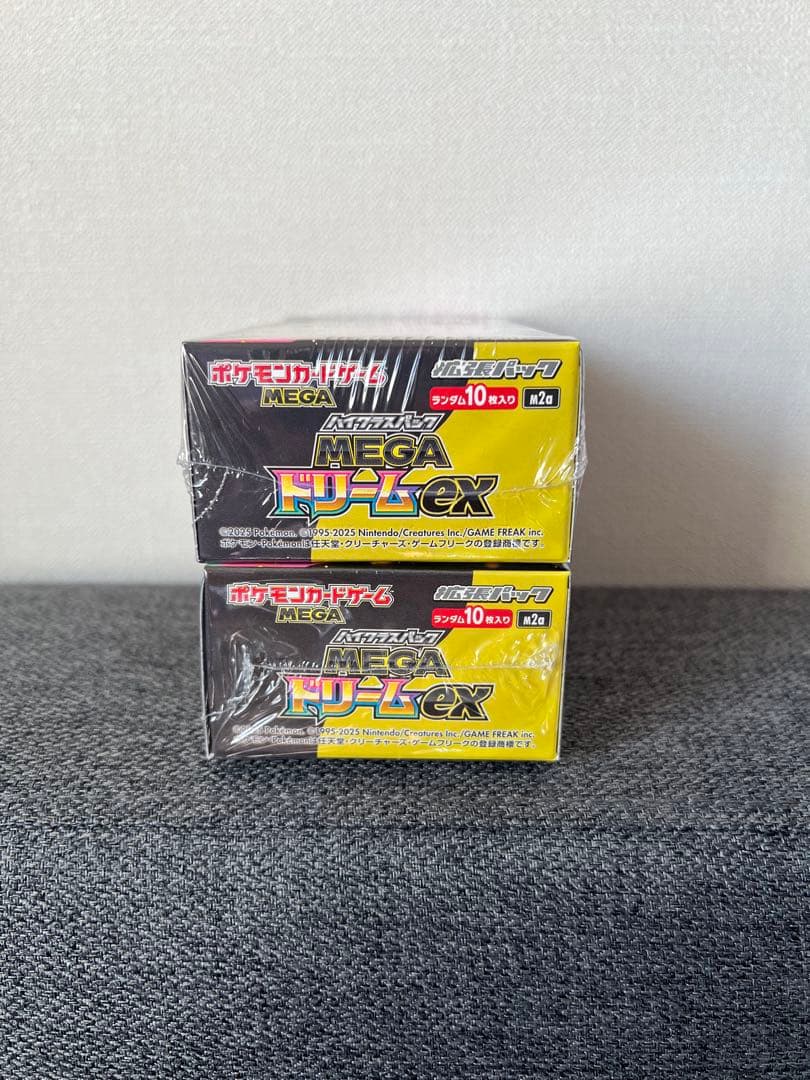 ポケモンカードゲーム
MEGA
拡張パック
ランダム10枚入り
M2a
ハイクラスパック
MEGA
ドリームex
©2025 Pokémon. ©1995-2025 Nintendo/Creatures Inc./GAME FREAK inc.
ポケモン・Pokémonは任天堂・クリーチャーズ・ゲームフリークの登録商標です。
ポケモンカードゲーム
MEGA
拡張パック
ランダム10枚入り
M2a
ハイクラスパック
MEGA
ドリームex
©1995-2025 Nintendo/Creatures Inc./GAME FREAK inc.
ポケモン・Pokémonは任天堂・クリーチャーズ・ゲームフリークの登録商標です。